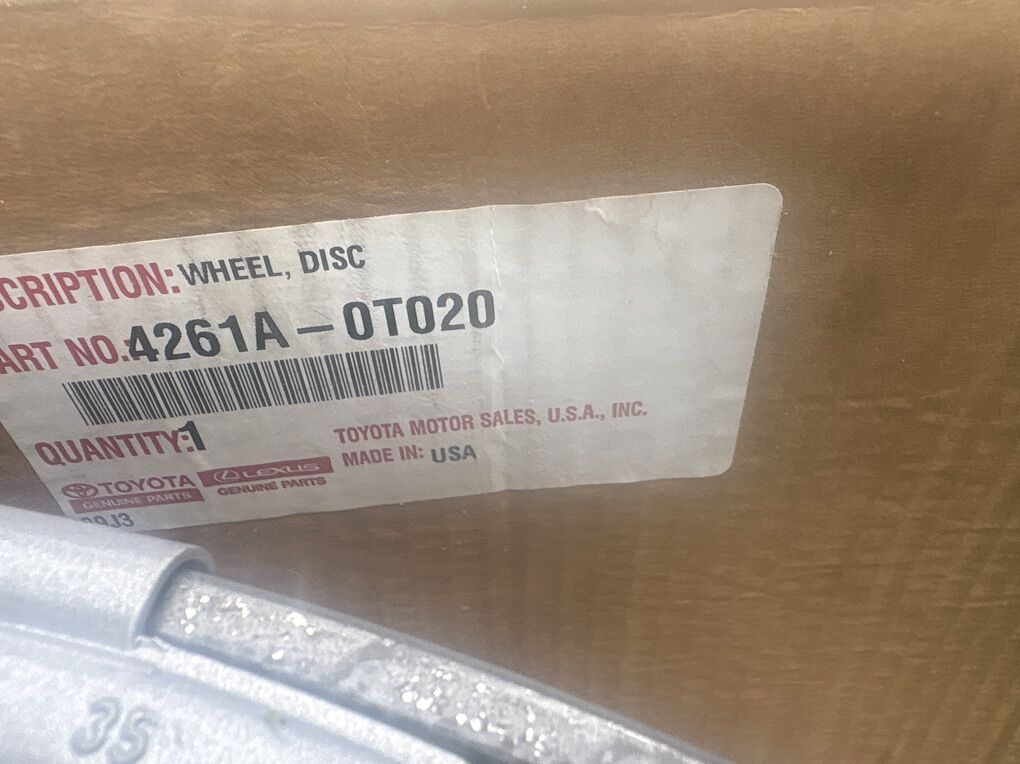 SCRIPTION: WHEEL, DISC
ART NO.: 4261A-0T020
QUANTITY: 1
TOYOTA MOTOR SALES, U.S.A., INC.
MADE IN: USA
TOYOTA
GENUINE PARTS
LEXUS
GENUINE PARTS
09J3
35